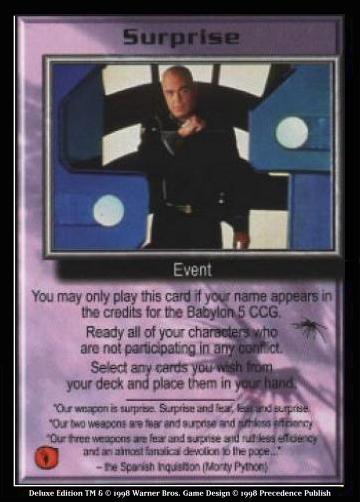 Surprise
Event
You may only play this card if your name appears in
the credits for the Babylon 5 CCG.
Ready all of your characters who
are not participating in any conflict.
Select any cards you wish from
your deck and place them in your hand.
"Our weapon is surprise. Surprise and fear, fear and surprise.
"Our two weapons are fear and surprise and ruthless efficiency
"Our three weapons are fear and surprise and ruthless efficiency
and an almost fanatical devotion to the pope..."
– the Spanish Inquisition (Monty Python)
Deluxe Edition TM & © 1998 Warner Bros. Game Design © 1998 Precedence Publish